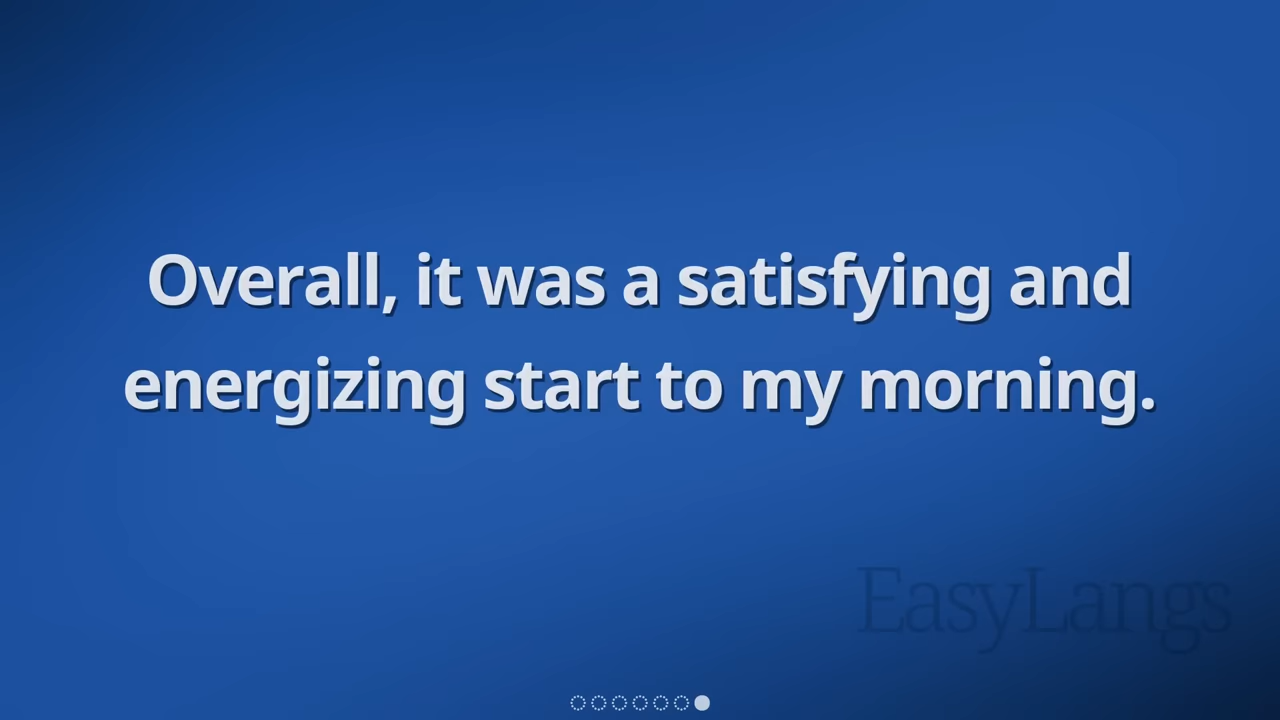 Overall, it was a satisfying and
energizing start to my morning.
EasyLangs